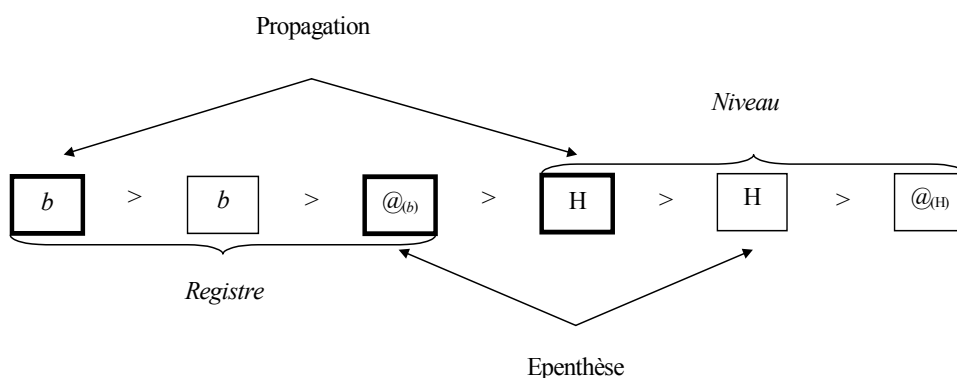 Propagation
Niveau
b > b > @(b) > H > H > @(H)
Registre
Epenthèse